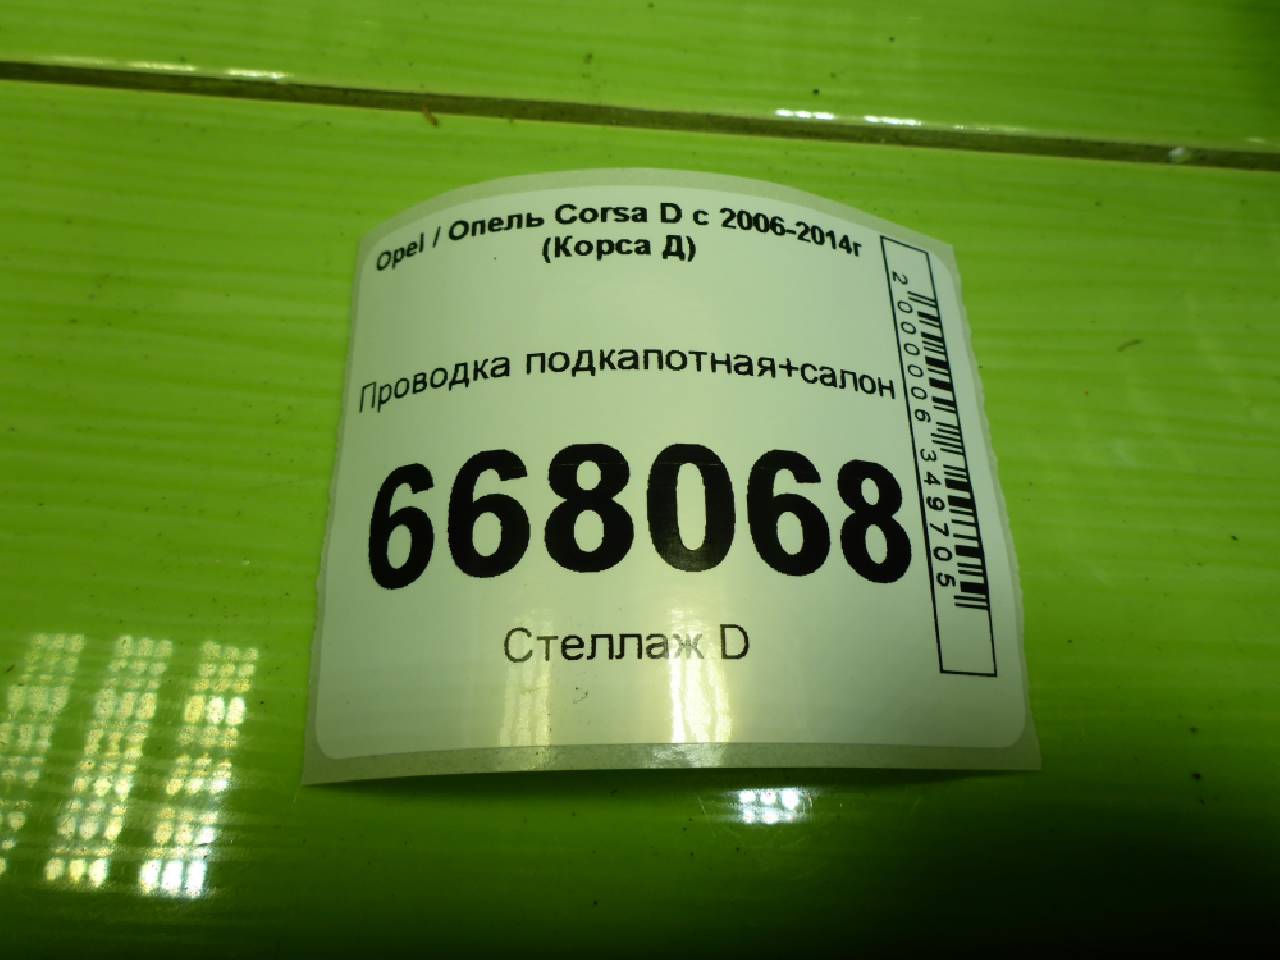 Opel / Опель Corsa D с 2006-2014г
(Корса Д)
Проводка подкапотная+салон
668068
Стеллаж D
2000006349705